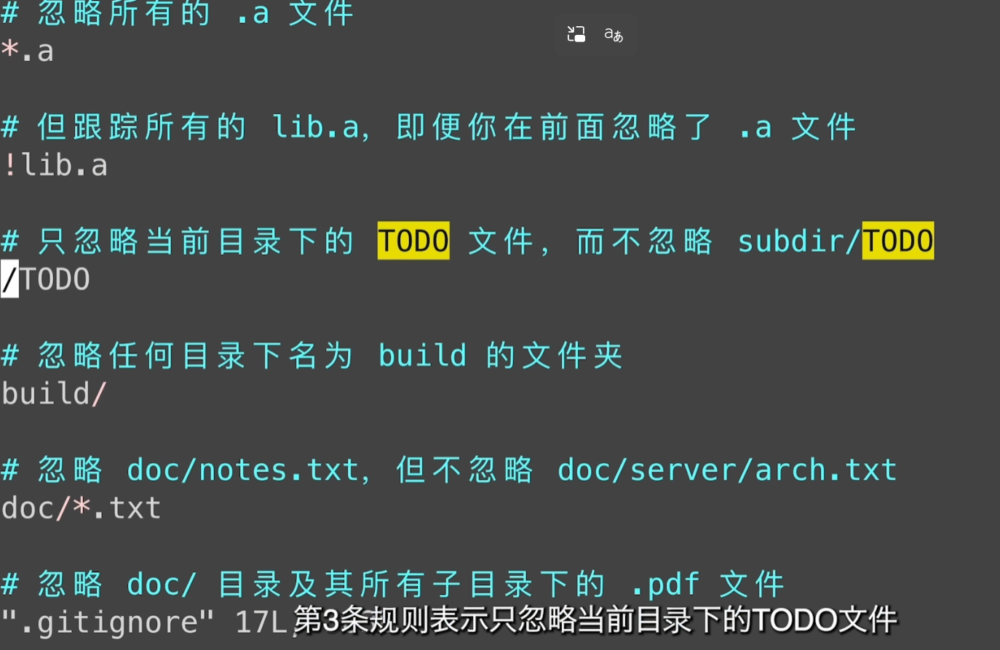 # 忽略所有的 .a 文件
*.a
# 但跟踪所有的 lib.a, 即便你在前面忽略了 .a 文件
!lib.a
# 只忽略当前目录下的 TODO 文件, 而不忽略 subdir/TODO
/TODO
# 忽略任何目录下名为 build 的文件夹
build/
# 忽略 doc/notes.txt, 但不忽略 doc/server/arch.txt
doc/*.txt
# 忽略 doc/ 目录及其所有子目录下的 .pdf 文件
".gitignore" 17L,
第3条规则表示只忽略当前目录下的TODO文件
aあ